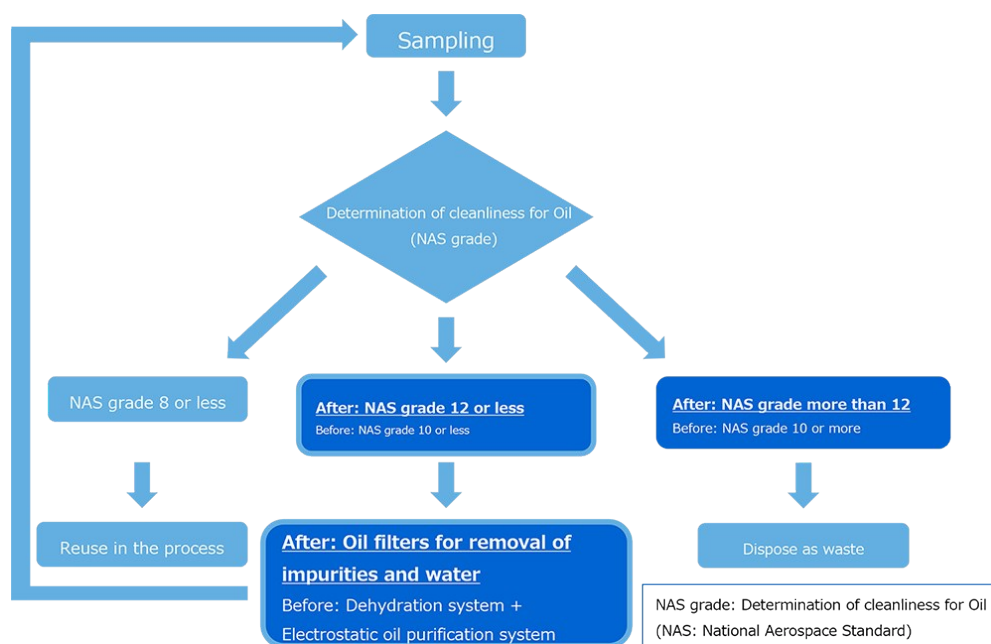 Sampling
Determination of cleanliness for Oil
(NAS grade)
NAS grade 8 or less
After: NAS grade 12 or less
Before: NAS grade 10 or less
After: NAS grade more than 12
Before: NAS grade 10 or more
Reuse in the process
After: Oil filters for removal of
impurities and water
Before: Dehydration system +
Electrostatic oil purification system
Dispose as waste
NAS grade: Determination of cleanliness for Oil
(NAS: National Aerospace Standard)